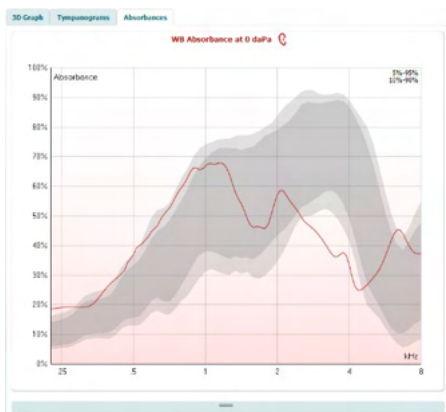 3D Graph Tympanograms Absorbances
WB Absorbance at 0 daPa
100%
Absorbance
5%-95%
10%-90%
90%
80%
70%
60%
50%
40%
30%
20%
10%
0%
kHz
.25 .5 1 2 4 8